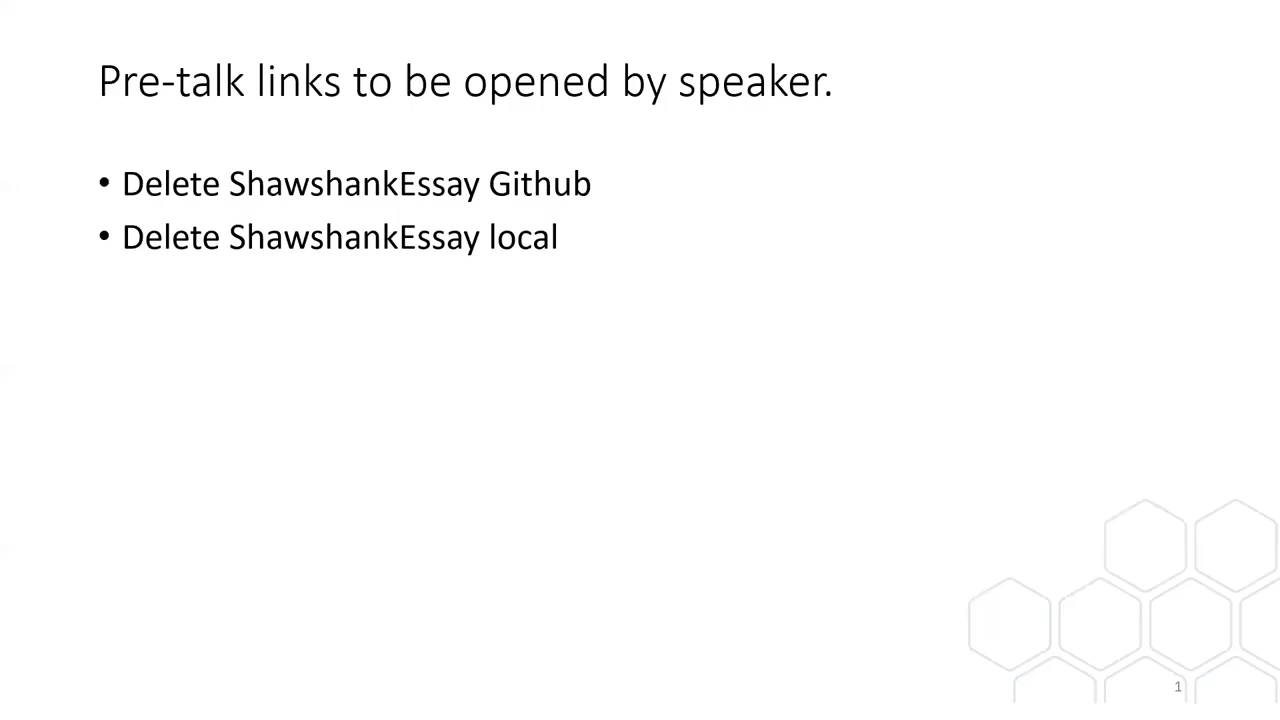 Pre-talk links to be opened by speaker.
• Delete ShawshankEssay Github
• Delete ShawshankEssay local
1